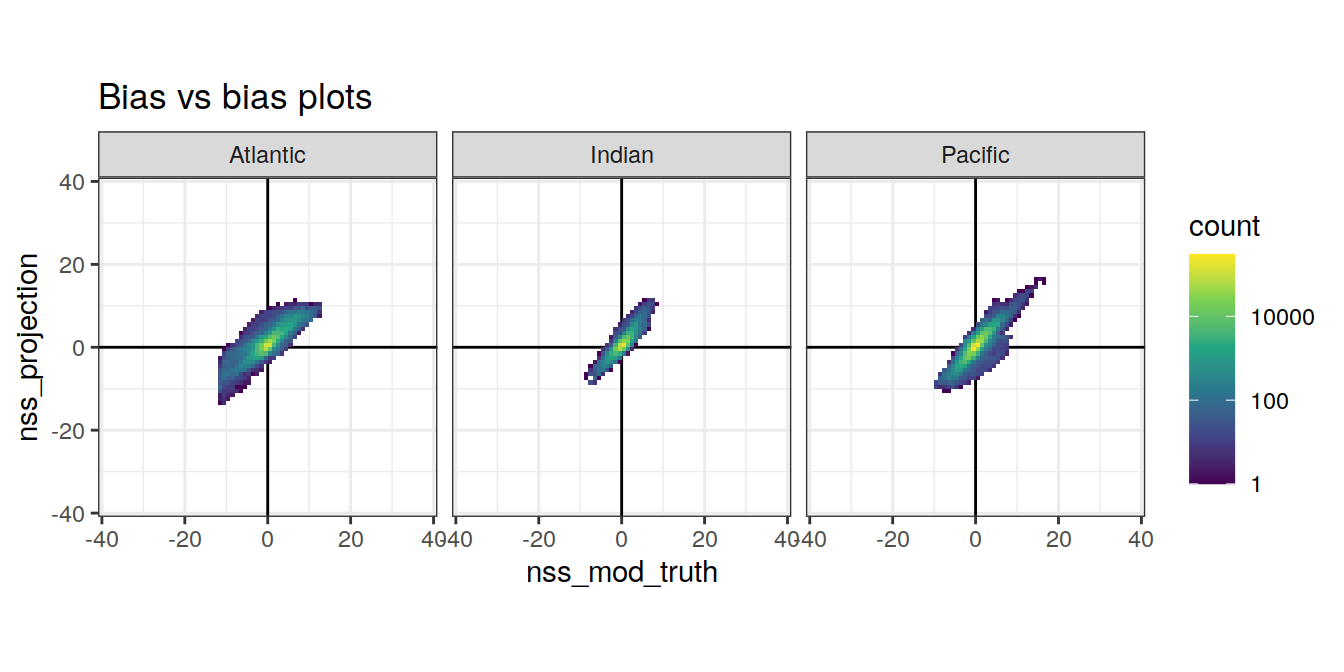 Bias vs bias plots
Atlantic Indian Pacific
40
20
0
-20
-40
nss_projection
-40 -20 0 20 40 -40 -20 0 20 40 -40 -20 0 20 40
nss_mod_truth
count
10000
100
1